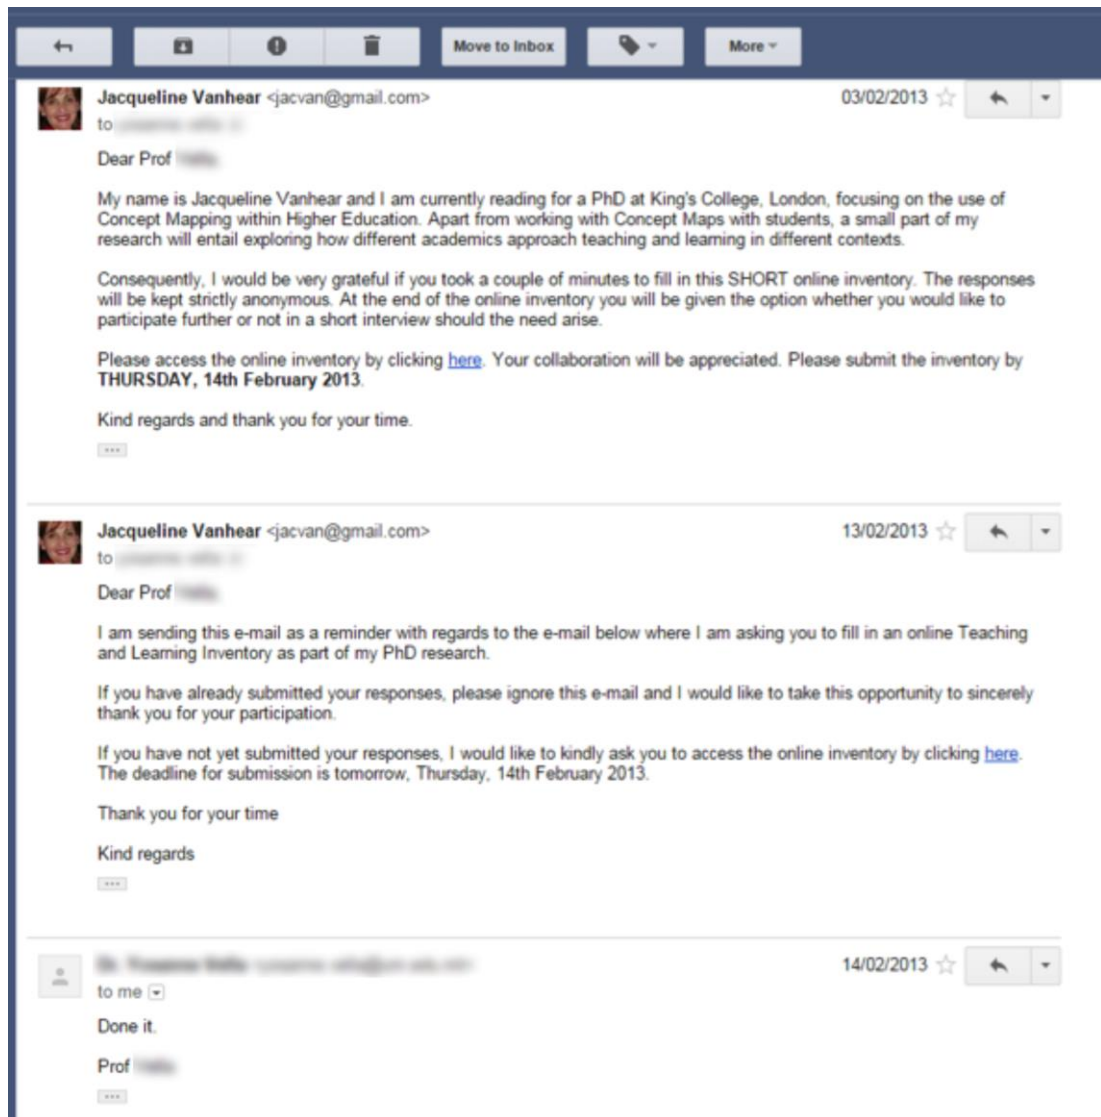 Move to Inbox
More
Jacqueline Vanhear <jacvan@gmail.com>
03/02/2013
to
Dear Prof
My name is Jacqueline Vanhear and I am currently reading for a PhD at King's College, London, focusing on the use of
Concept Mapping within Higher Education. Apart from working with Concept Maps with students, a small part of my
research will entail exploring how different academics approach teaching and learning in different contexts.
Consequently, I would be very grateful if you took a couple of minutes to fill in this SHORT online inventory. The responses
will be kept strictly anonymous. At the end of the online inventory you will be given the option whether you would like to
participate further or not in a short interview should the need arise.
Please access the online inventory by clicking here. Your collaboration will be appreciated. Please submit the inventory by
THURSDAY, 14th February 2013.
Kind regards and thank you for your time.
Jacqueline Vanhear <jacvan@gmail.com>
13/02/2013
to
Dear Prof
I am sending this e-mail as a reminder with regards to the e-mail below where I am asking you to fill in an online Teaching
and Learning Inventory as part of my PhD research.
If you have already submitted your responses, please ignore this e-mail and I would like to take this opportunity to sincerely
thank you for your participation.
If you have not yet submitted your responses, I would like to kindly ask you to access the online inventory by clicking here.
The deadline for submission is tomorrow, Thursday, 14th February 2013.
Thank you for your time
Kind regards
14/02/2013
to me
Done it.
Prof